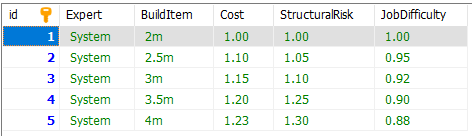 id Expert BuildItem Cost StructuralRisk JobDifficulty
1 System 2m 1.00 1.00 1.00
2 System 2.5m 1.10 1.05 0.95
3 System 3m 1.15 1.10 0.92
4 System 3.5m 1.20 1.25 0.90
5 System 4m 1.23 1.30 0.88